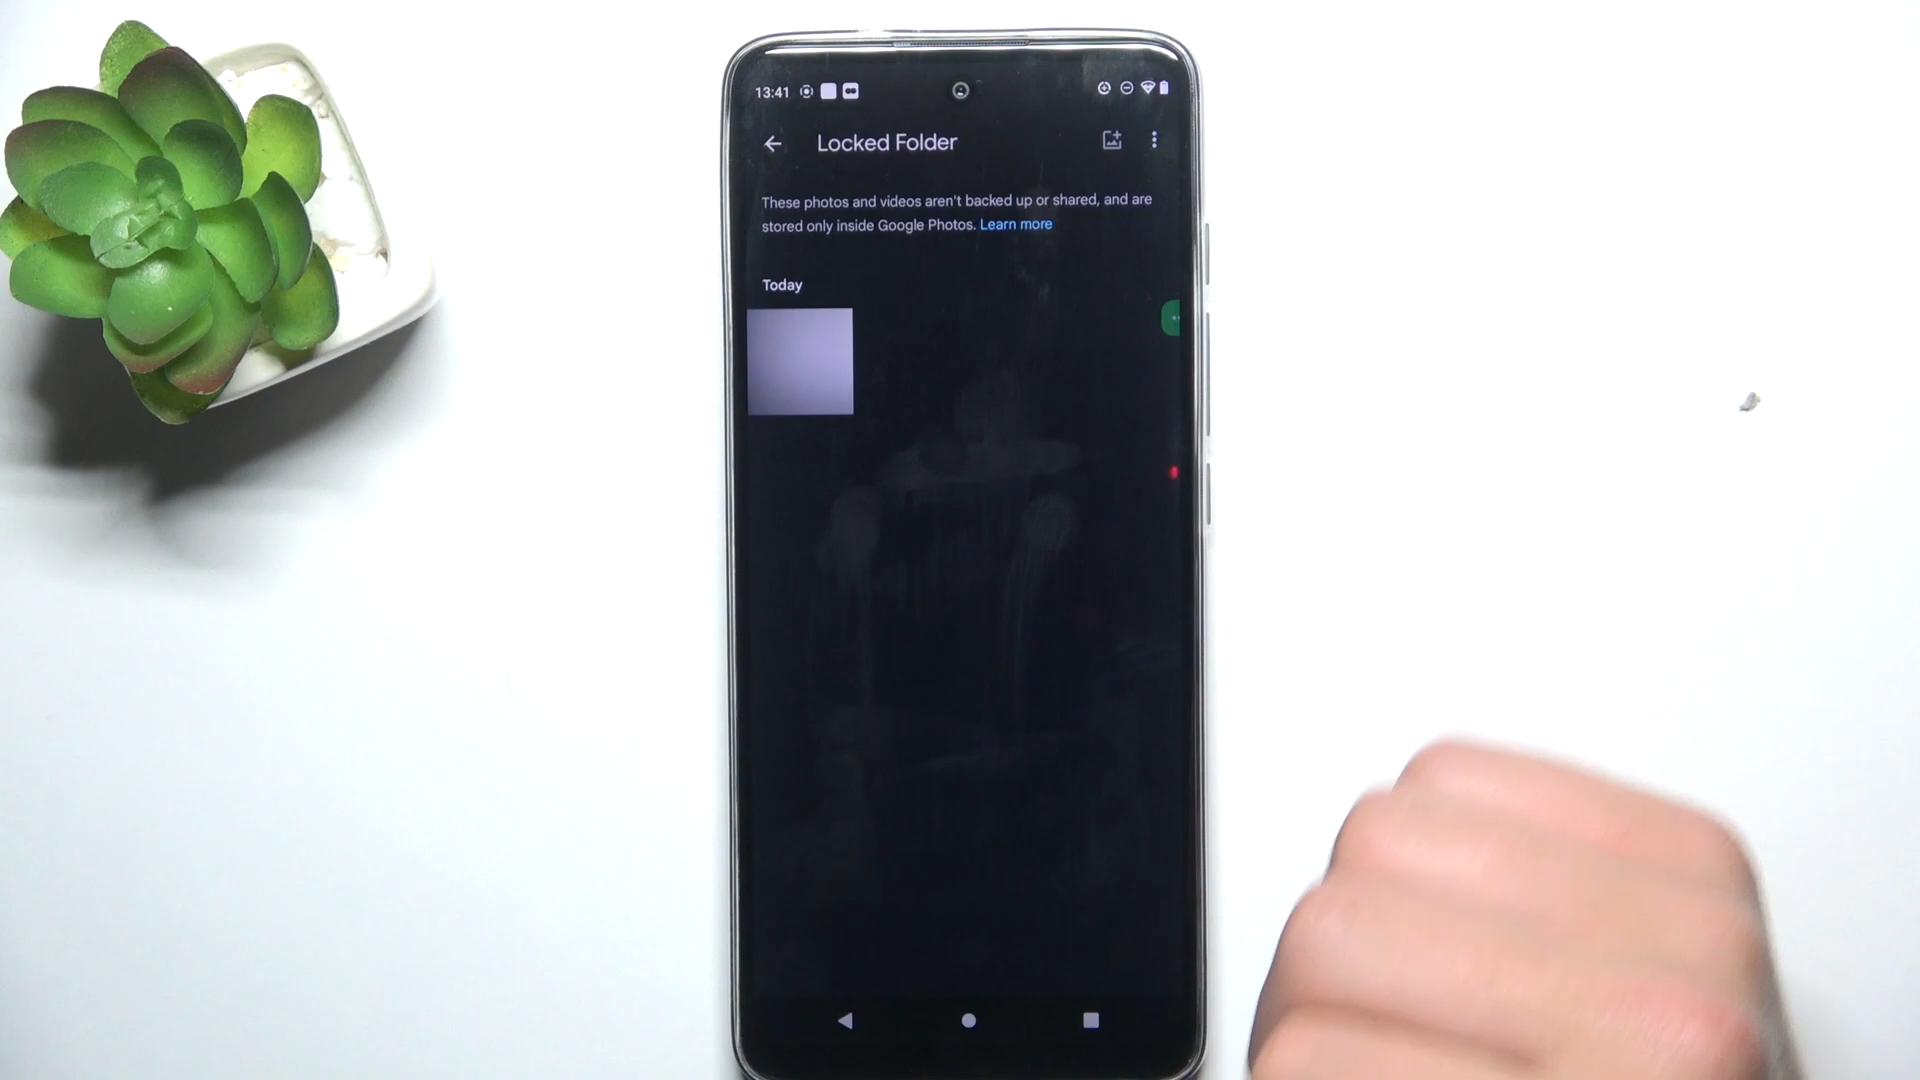 13:41
Locked Folder
These photos and videos aren't backed up or shared, and are
stored only inside Google Photos. Learn more
Today